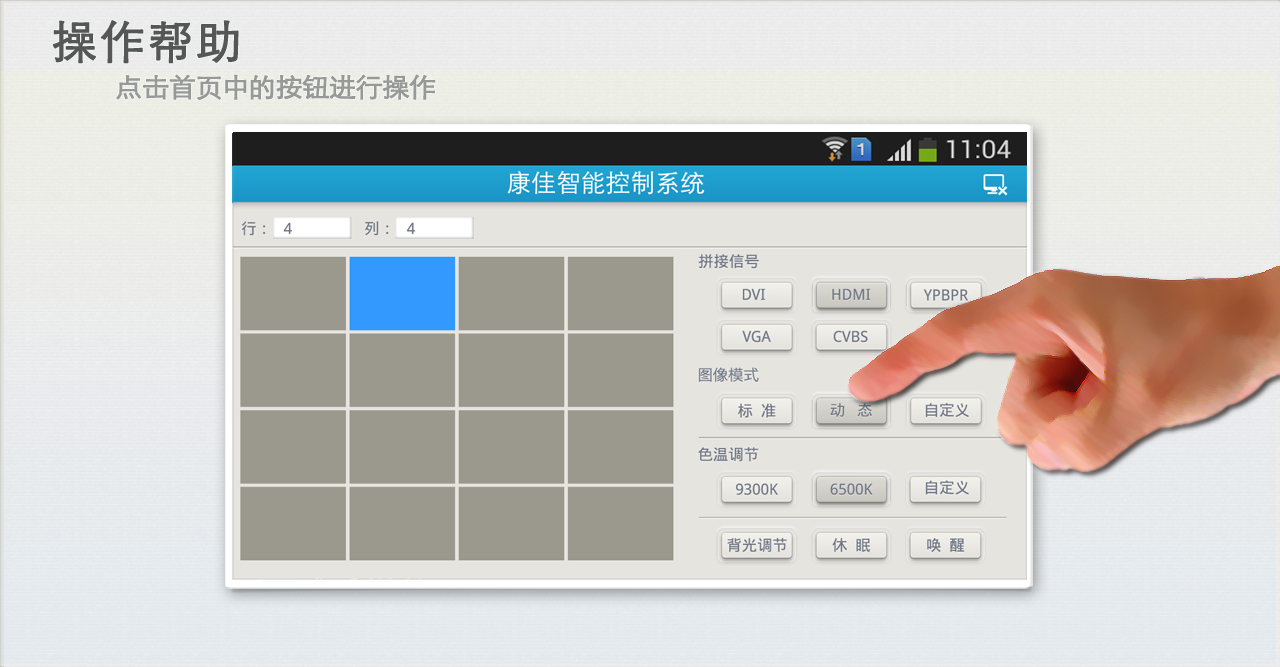 操作帮助
点击首页中的按钮进行操作
1 11:04
康佳智能控制系统
行： 4 列： 4
拼接信号
DVI HDMI YPBPR
VGA CVBS
图像模式
标 准 动 态 自定义
色温调节
9300K 6500K 自定义
背光调节 休 眠 唤 醒